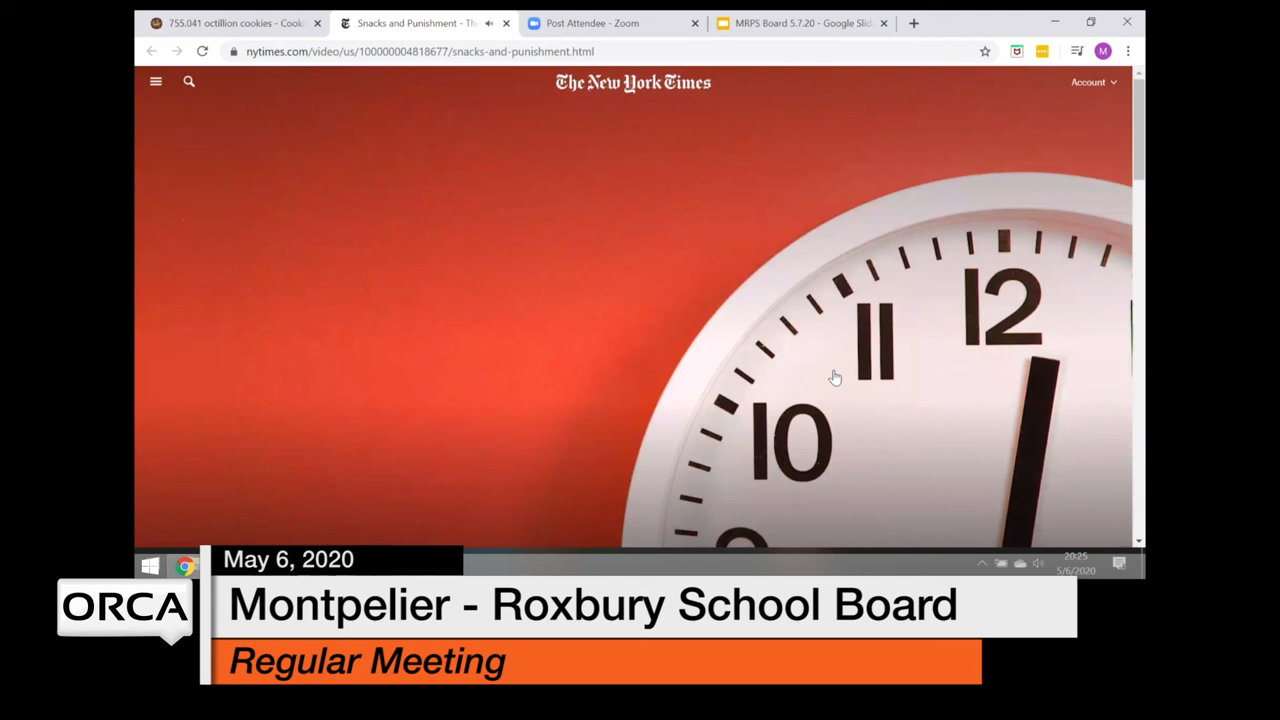 755.041 octillion cookies - Cooki
Snacks and Punishment - Th
Post Attendee - Zoom
MRPS Board 5.7.20 - Google Slid
nytimes.com/video/us/100000004818677/snacks-and-punishment.html
M
The New York Times
Account
12
11
10
9
20:25
5/6/2020
May 6, 2020
ORCA
Montpelier - Roxbury School Board
Regular Meeting